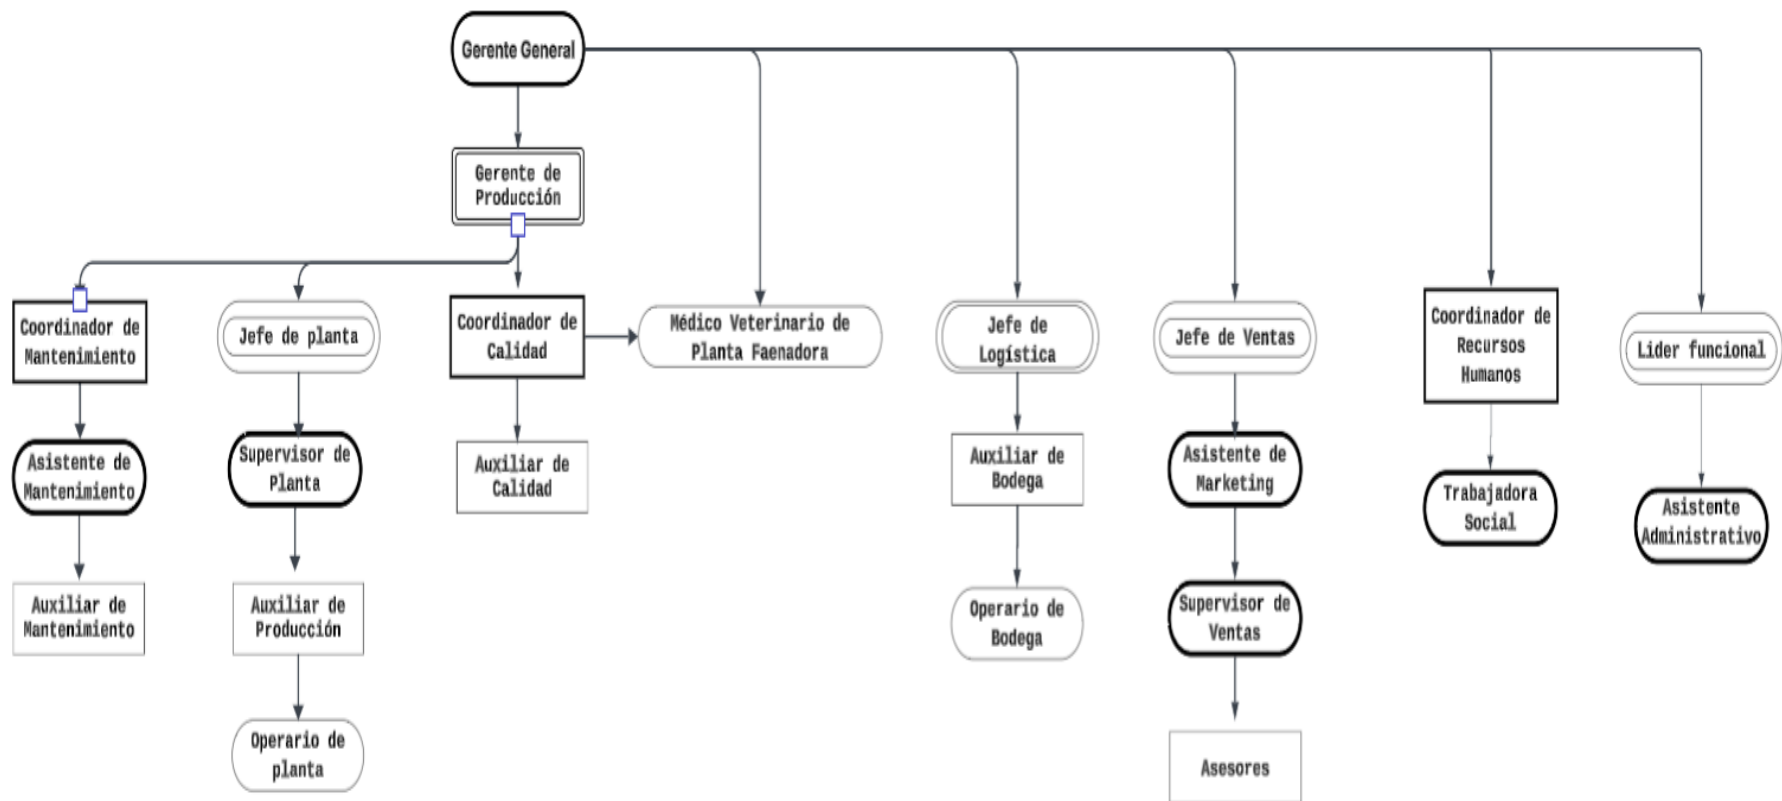 Gerente General
Gerente de
Producción
Coordinador de
Mantenimiento
Jefe de planta
Coordinador de
Calidad
Médico Veterinario de
Planta Faenadora
Jefe de
Logística
Jefe de Ventas
Coordinador de
Recursos
Humanos
Lider funcional
Asistente de
Mantenimiento
Supervisor de
Planta
Auxiliar de
Calidad
Auxiliar de
Bodega
Asistente de
Marketing
Trabajadora
Social
Asistente
Administrativo
Auxiliar de
Mantenimiento
Auxiliar de
Producción
Operario de
Bodega
Supervisor de
Ventas
Operario de
planta
Asesores